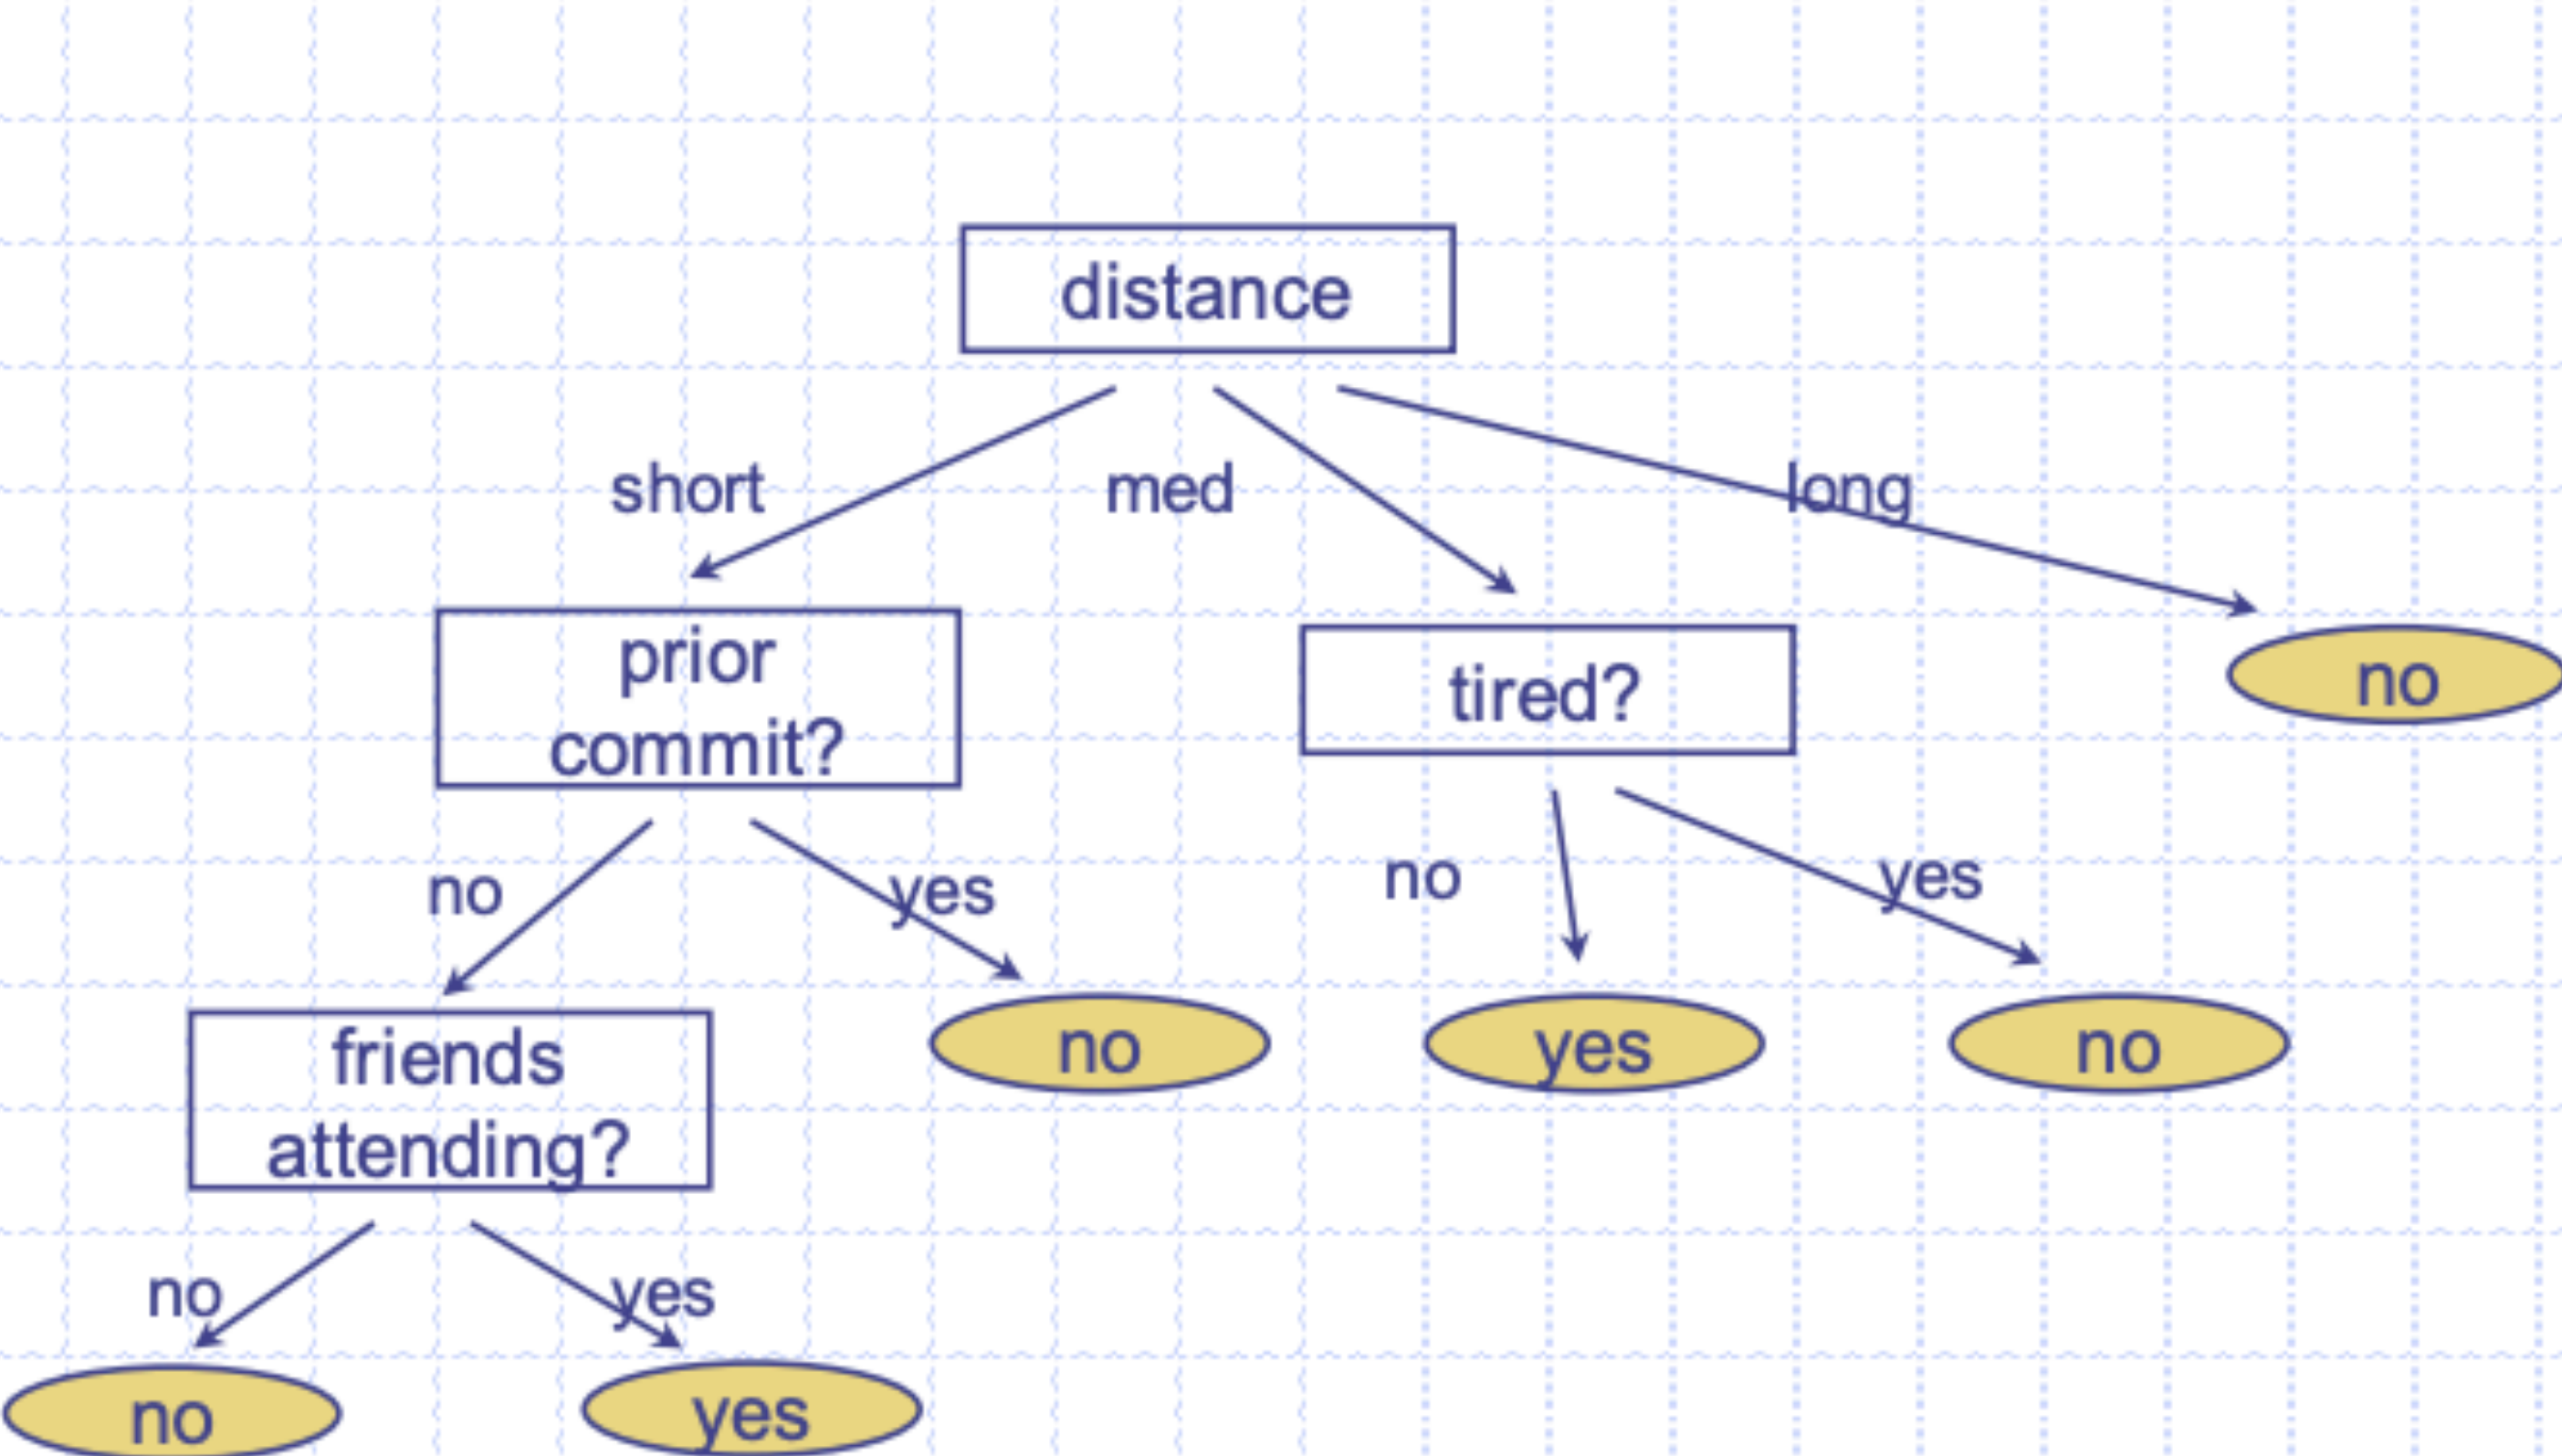 distance
short
med
long
prior
commit?
tired?
no
no
yes
no
yes
friends
attending?
no
yes
no
no
yes
no
yes